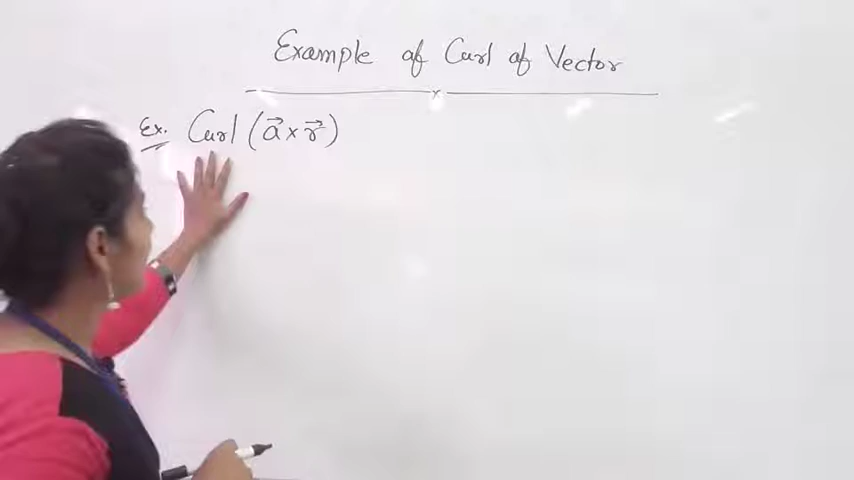 Example of Curl of Vector
Ex. Curl (a⃗ × r⃗)